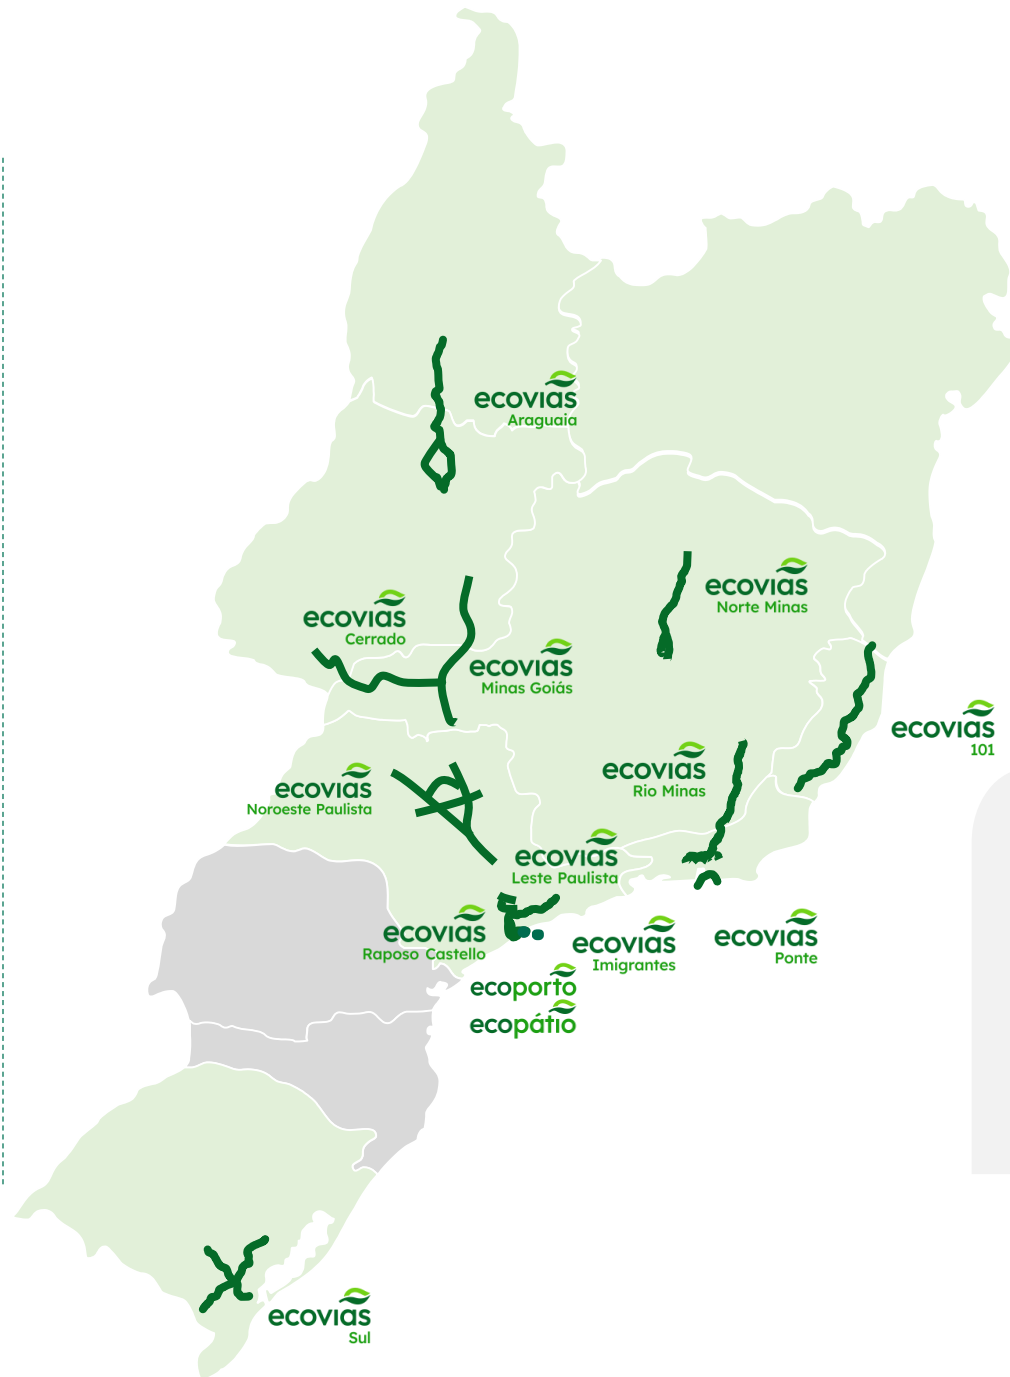 ecovias
Araguaia
ecovias
Norte Minas
ecovias
Cerrado
ecovias
Minas Goiás
ecovias
101
ecovias
Rio Minas
ecovias
Noroeste Paulista
ecovias
Leste Paulista
ecovias
Raposo Castello
ecovias
Imigrantes
ecovias
Ponte
ecoporto
ecopátio
ecovias
Sul